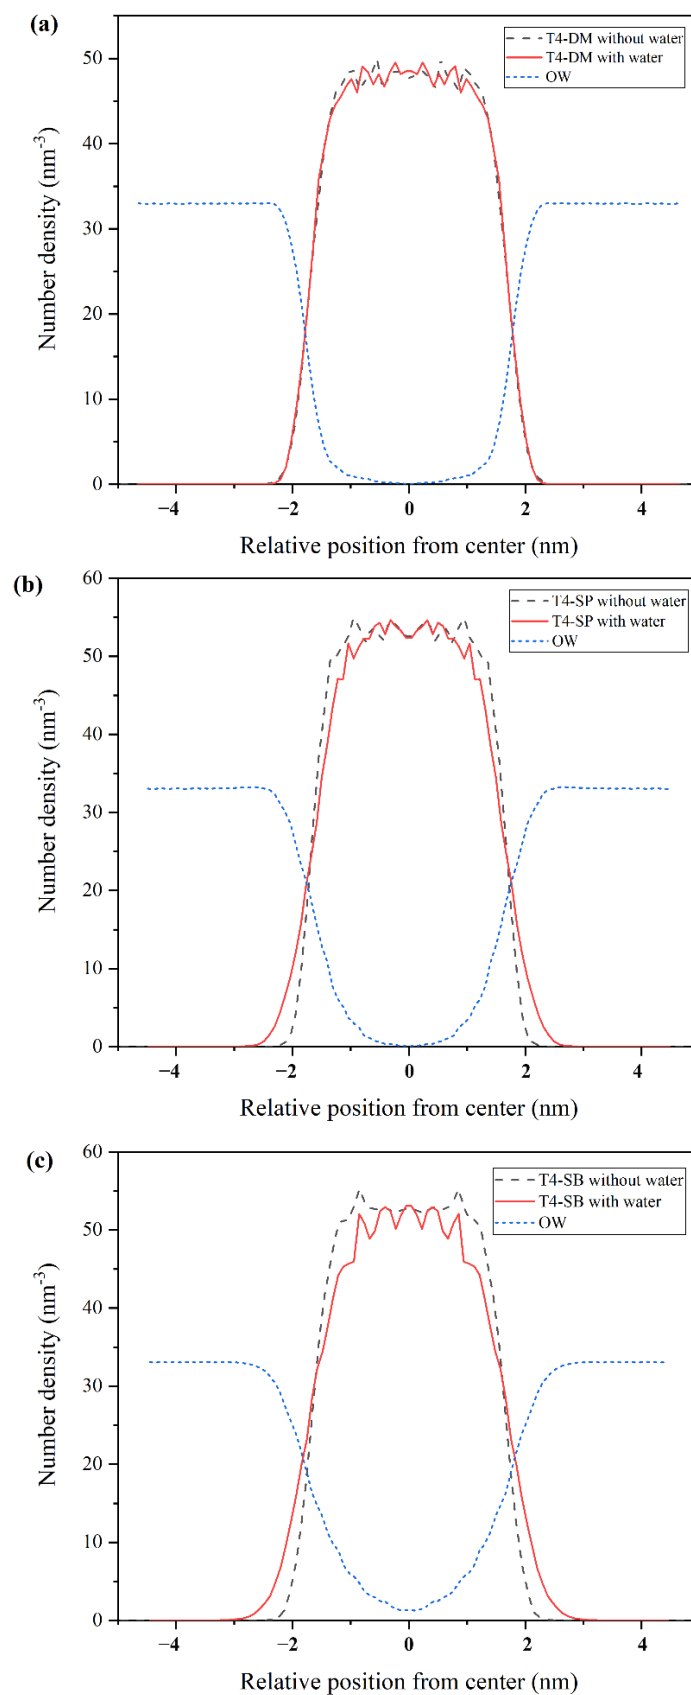 (a)
T4-DM without water
T4-DM with water
OW
Number density (nm⁻³)
50
40
30
20
10
0
−4 −2 0 2 4
Relative position from center (nm)
(b)
T4-SP without water
T4-SP with water
OW
Number density (nm⁻³)
60
50
40
30
20
10
0
−4 −2 0 2 4
Relative position from center (nm)
(c)
T4-SB without water
T4-SB with water
OW
Number density (nm⁻³)
60
50
40
30
20
10
0
−4 −2 0 2 4
Relative position from center (nm)